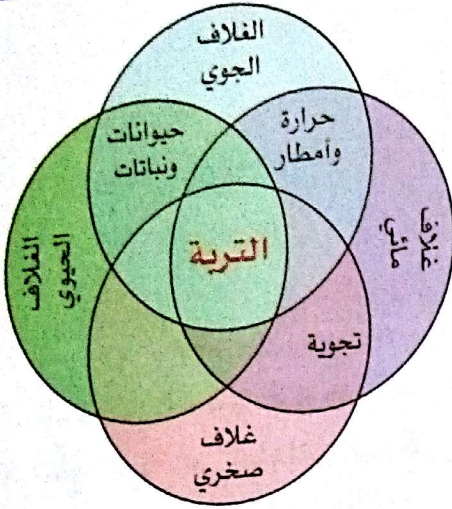 الغلاف
الجوي
حرارة
وأمطار
حيوانات
ونباتات
غلاف
مائي
الغلاف
الحيوي
التربة
تجوية
غلاف
صخري